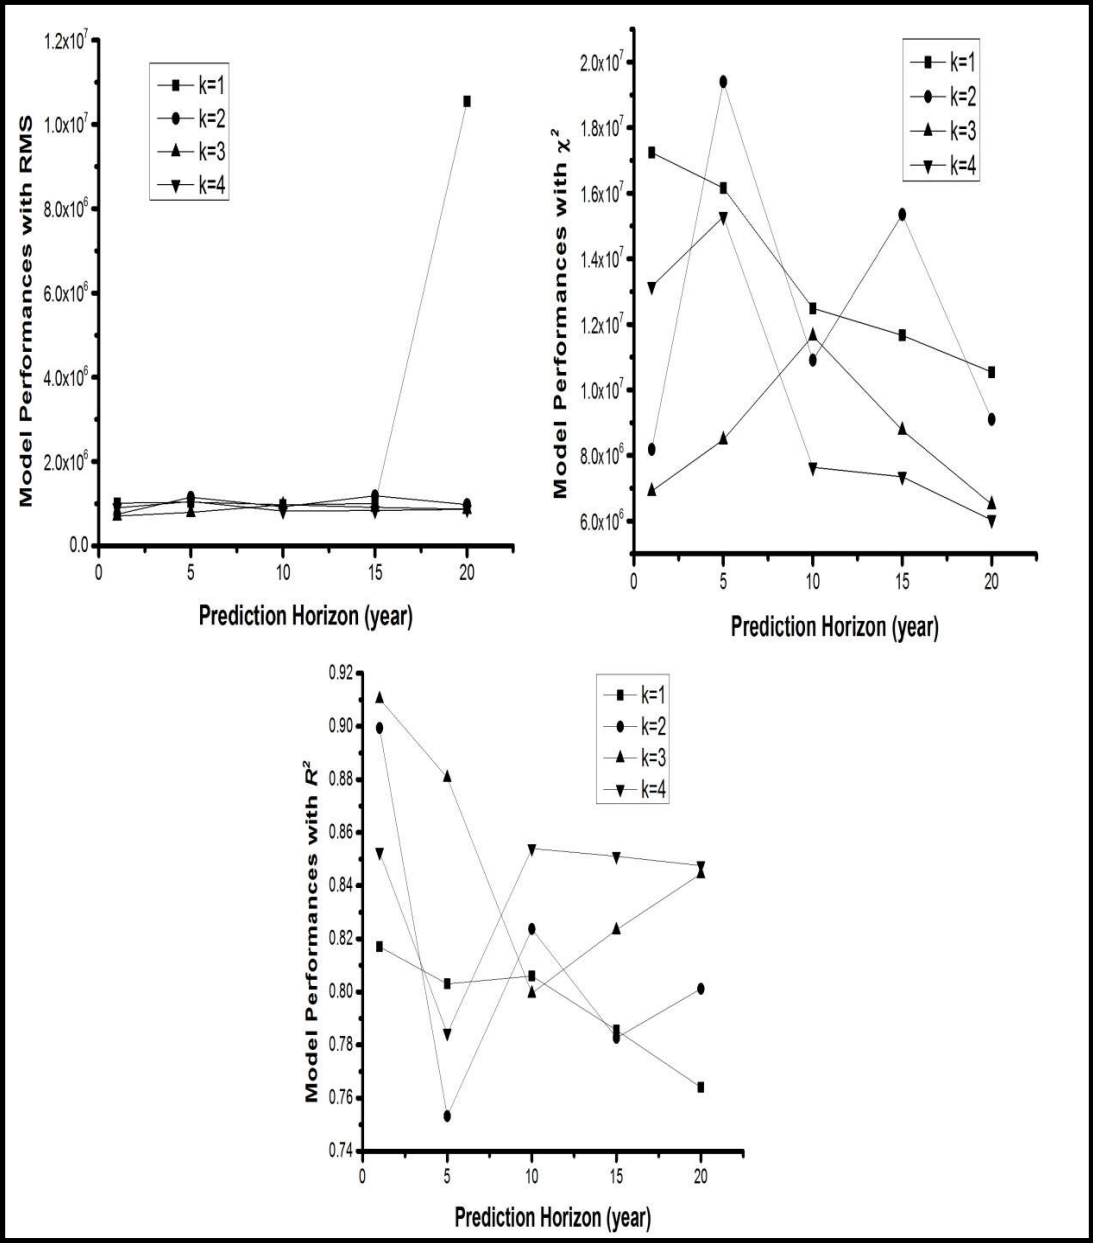 Model Performances with RMS
1.2x10⁷
1.0x10⁷
8.0x10⁶
6.0x10⁶
4.0x10⁶
2.0x10⁶
0.0
k=1
k=2
k=3
k=4
0 5 10 15 20
Prediction Horizon (year)
Model Performances with χ²
2.0x10⁷
1.8x10⁷
1.6x10⁷
1.4x10⁷
1.2x10⁷
1.0x10⁷
8.0x10⁶
6.0x10⁶
k=1
k=2
k=3
k=4
0 5 10 15 20
Prediction Horizon (year)
Model Performances with R²
0.92
0.90
0.88
0.86
0.84
0.82
0.80
0.78
0.76
0.74
k=1
k=2
k=3
k=4
0 5 10 15 20
Prediction Horizon (year)